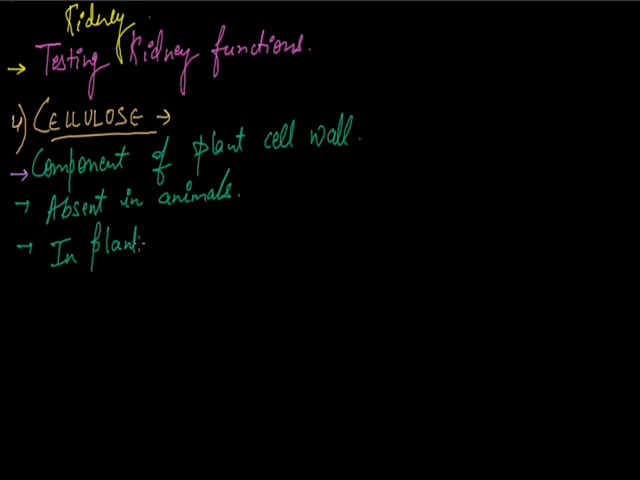 Kidney
→ Testing Kidney functions.
4) CELLULOSE →
→ Component of plant cell wall.
→ Absent in animals.
→ In plant